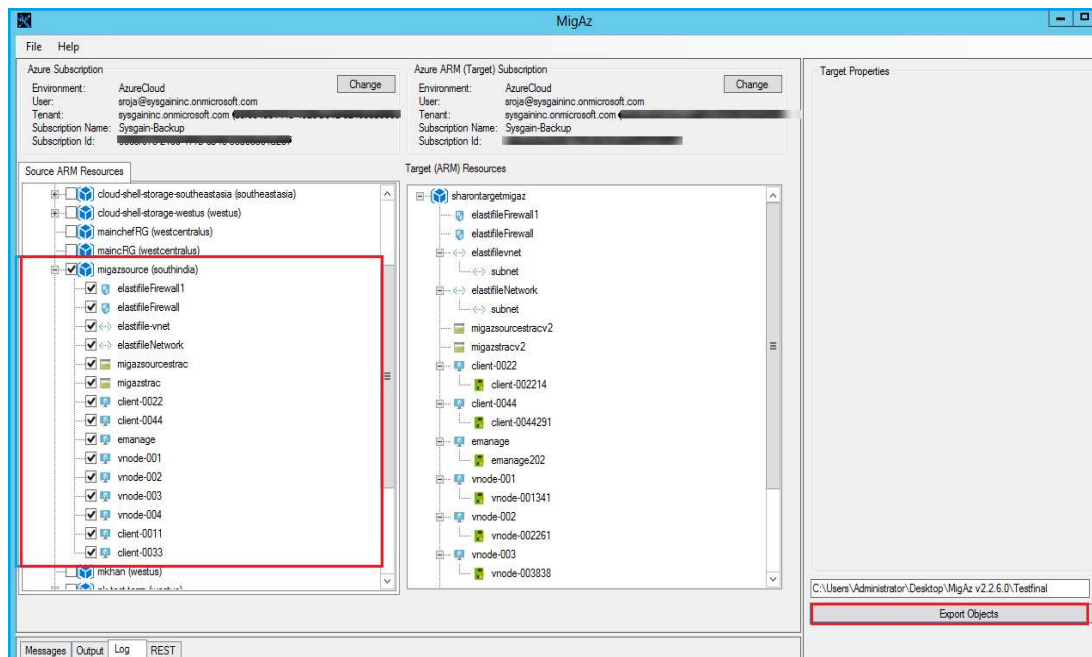 MigAz
File Help
Azure Subscription
Environment: AzureCloud
Change
User: sroja@sysgaininc.onmicrosoft.com
Tenant: sysgaininc.onmicrosoft.com
Subscription Name: Sysgain-Backup
Subscription Id:
Azure ARM (Target) Subscription
Environment: AzureCloud
Change
User: sroja@sysgaininc.onmicrosoft.com
Tenant: sysgaininc.onmicrosoft.com
Subscription Name: Sysgain-Backup
Subscription Id:
Source ARM Resources
cloud-shell-storage-southeastasia (southeastasia)
cloud-shell-storage-westus (westus)
mainchefRG (westcentralus)
maincRG (westcentralus)
migazsource (southindia)
elastifileFirewall1
elastifileFirewall
elastifile-vnet
elastifileNetwork
migazsourcestrac
migazstrac
client-0022
client-0044
emanage
vnode-001
vnode-002
vnode-003
vnode-004
client-0011
client-0033
mkhan (westus)
Target (ARM) Resources
sharontargetmigaz
elastifileFirewall1
elastifileFirewall
elastifilevnet
subnet
elastifileNetwork
subnet
migazsourcestracv2
migazstracv2
client-0022
client-002214
client-0044
client-0044291
emanage
emanage202
vnode-001
vnode-001341
vnode-002
vnode-002261
vnode-003
vnode-003838
Target Properties
C:\Users\Administrator\Desktop\MigAz v2.2.6.0\Testfinal
Export Objects
Messages Output Log REST